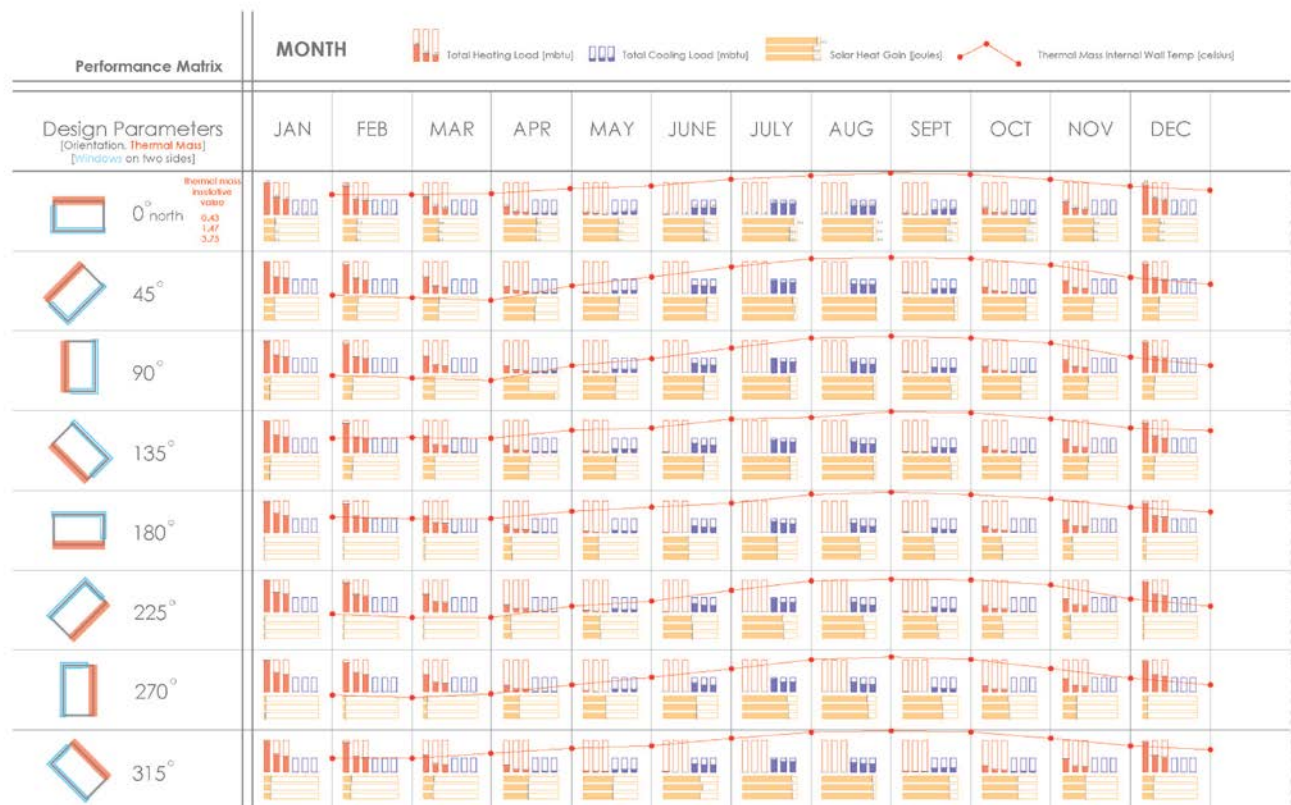 MONTH
Total Heating Load [mbtu]
Total Cooling Load [mbtu]
Solar Heat Gain [joules]
Thermal Mass Internal Wall Temp [celsius]
Performance Matrix
Design Parameters
[Orientation, Thermal Mass]
[Windows on two sides]
JAN
FEB
MAR
APR
MAY
JUNE
JULY
AUG
SEPT
OCT
NOV
DEC
0° north
thermal mass
value
0.43
1.47
45°
90°
135°
180°
225°
270°
315°